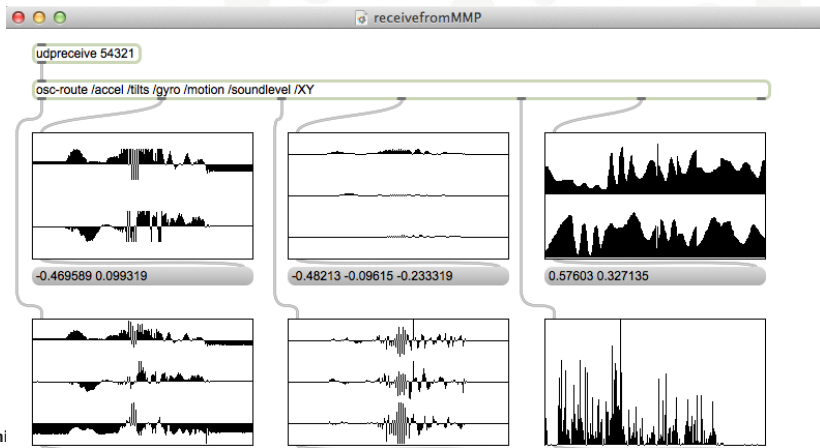 receivefromMMP
udpreceive 54321
osc-route /accel /tilts /gyro /motion /soundlevel /XY
-0.469589 0.099319
-0.48213 -0.09615 -0.233319
0.57603 0.327135